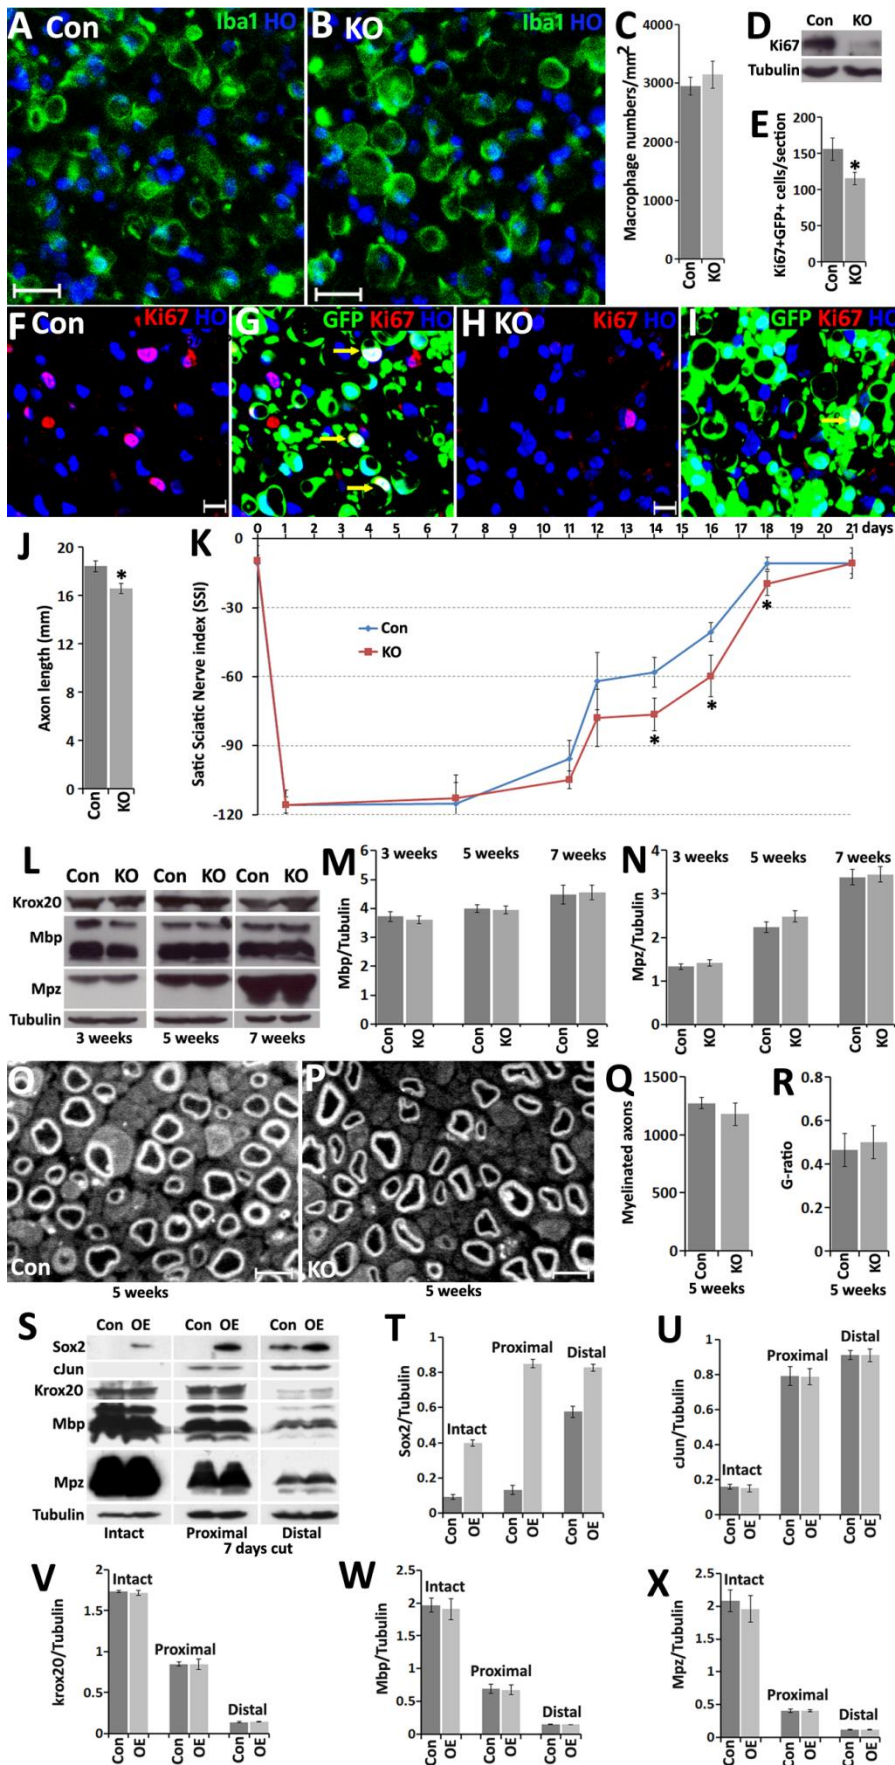 A Con Iba1 HO
B KO Iba1 HO
C
Macrophage numbers/mm²
4000
3000
2000
1000
0
Con KO
D
Con KO
Ki67
Tubulin
E
Ki67+GFP+ cells/section
200
150
100
50
0
*
Con KO
F Con Ki67 HO
G GFP Ki67 HO
H KO Ki67 HO
I GFP Ki67 HO
J
Axon length (mm)
20
16
12
8
4
0
*
Con KO
K
0 1 2 3 4 5 6 7 8 9 10 11 12 13 14 15 16 17 18 19 20 21 days
Satic Sciatic Nerve index (SSI)
0
-30
-60
-90
-120
Con
KO
* * *
L
Con KO Con KO Con KO
Krox20
Mbp
Mpz
Tubulin
3 weeks 5 weeks 7 weeks
M
3 weeks 5 weeks 7 weeks
Mbp/Tubulin
6
5
4
3
2
1
0
Con KO Con KO Con KO
N
3 weeks 5 weeks 7 weeks
Mpz/Tubulin
4
3
2
1
0
Con KO Con KO Con KO
O
Con
5 weeks
P
KO
5 weeks
Q
Myelinated axons
1500
1000
500
0
Con KO
5 weeks
R
G-ratio
0.8
0.6
0.4
0.2
0
Con KO
5 weeks
S
Con OE Con OE Con OE
Sox2
cJun
Krox20
Mbp
Mpz
Tubulin
Intact Proximal Distal
7 days cut
T
Sox2/Tubulin
1
0.8
0.6
0.4
0.2
0
Intact Proximal Distal
Con OE Con OE Con OE
U
cJun/Tubulin
1
0.8
0.6
0.4
0.2
0
Intact Proximal Distal
Con OE Con OE Con OE
V
krox20/Tubulin
2
1.5
1
0.5
0
Intact Proximal Distal
Con OE Con OE Con OE
W
Mbp/Tubulin
2.5
2
1.5
1
0.5
0
Intact Proximal Distal
Con OE Con OE Con OE
X
Mpz/Tubulin
2.5
2
1.5
1
0.5
0
Intact Proximal Distal
Con OE Con OE Con OE